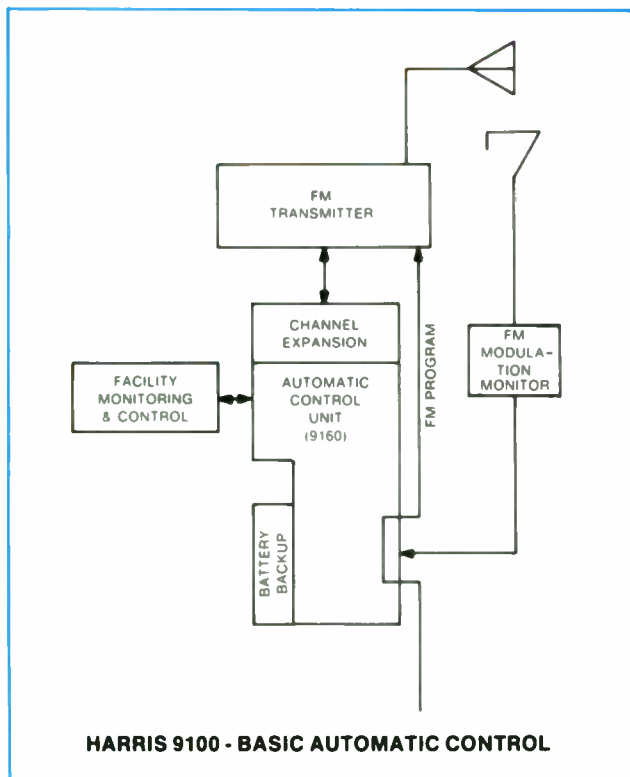 FM
TRANSMITTER
CHANNEL
EXPANSION
FACILITY
MONITORING
& CONTROL
AUTOMATIC
CONTROL
UNIT
(9160)
FM PROGRAM
FM
MODULA-
TION
MONITOR
BATTERY
BACKUP
HARRIS 9100 - BASIC AUTOMATIC CONTROL